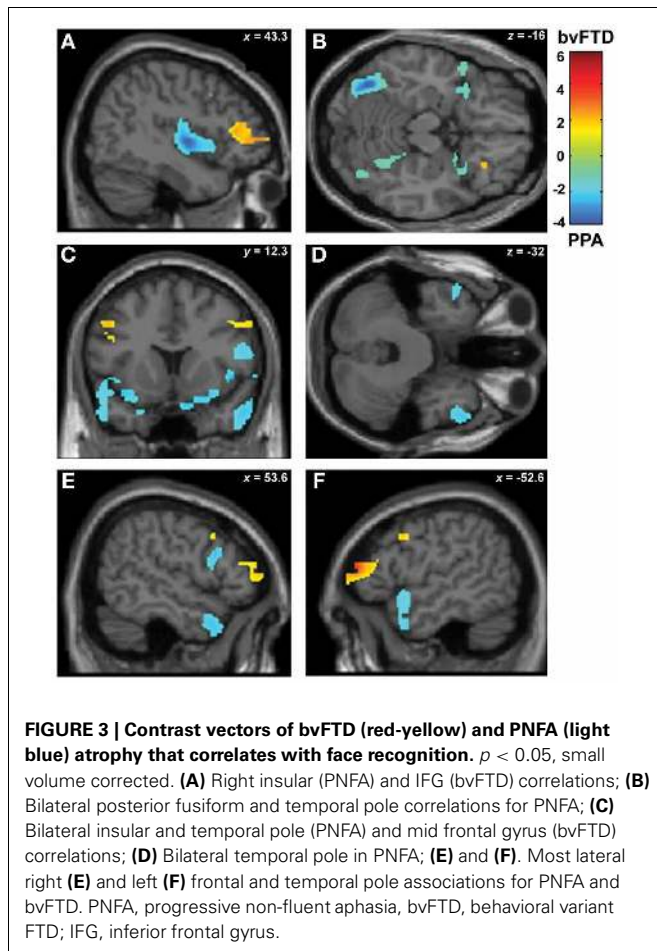 A
x = 43.3
B
z = -16
bvFTD
6
4
2
0
-2
-4
PPA
C
y = 12.3
D
z = -32
E
x = 53.6
F
x = -52.6
FIGURE 3 | Contrast vectors of bvFTD (red-yellow) and PNFA (light
blue) atrophy that correlates with face recognition. p < 0.05, small
volume corrected. (A) Right insular (PNFA) and IFG (bvFTD) correlations; (B)
Bilateral posterior fusiform and temporal pole correlations for PNFA; (C)
Bilateral insular and temporal pole (PNFA) and mid frontal gyrus (bvFTD)
correlations; (D) Bilateral temporal pole in PNFA; (E) and (F). Most lateral
right (E) and left (F) frontal and temporal pole associations for PNFA and
bvFTD. PNFA, progressive non-fluent aphasia, bvFTD, behavioral variant
FTD; IFG, inferior frontal gyrus.